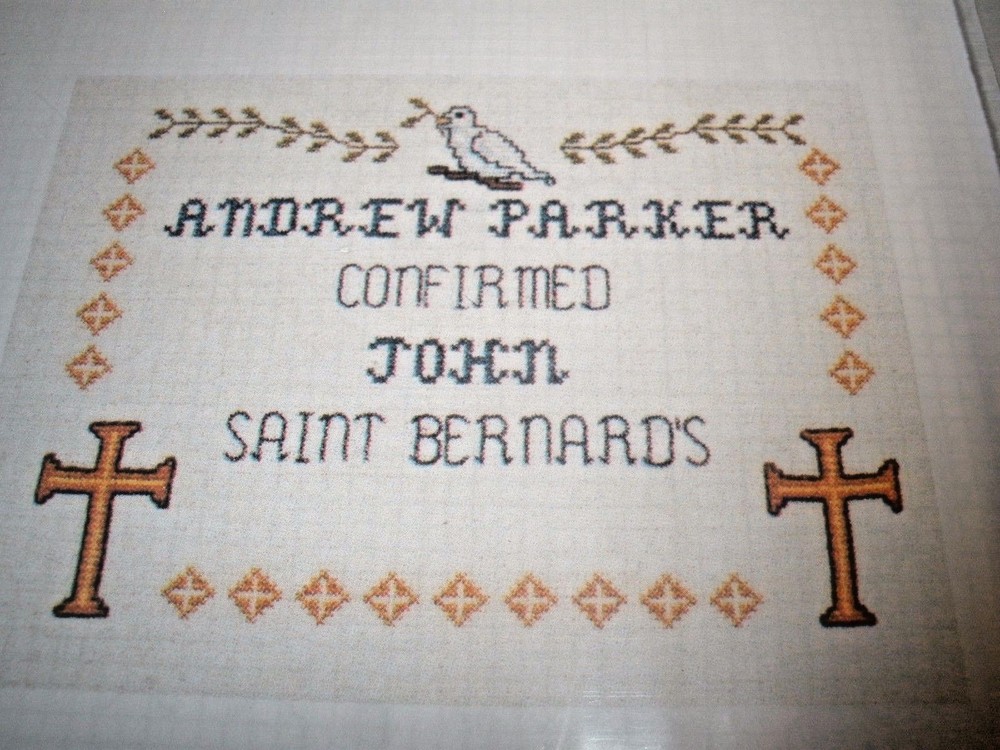 ANDREW PARKER
CONFIRMED
JOHN
SAINT BERNARD'S